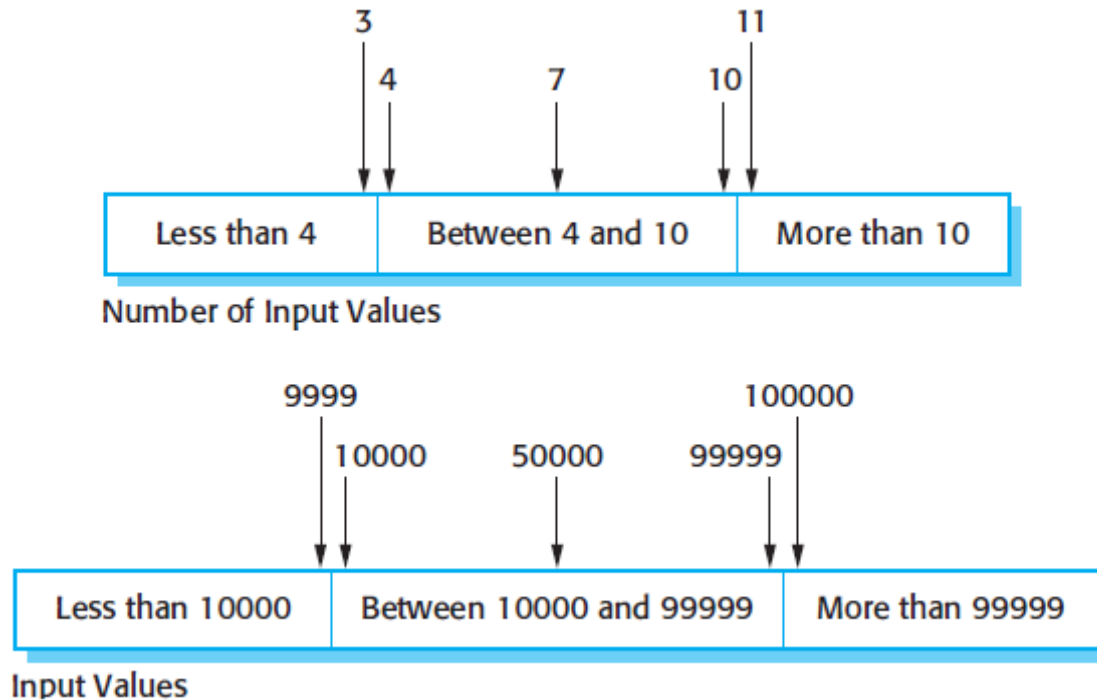 3 11
4 7 10
Less than 4 Between 4 and 10 More than 10
Number of Input Values
9999 100000
10000 50000 99999
Less than 10000 Between 10000 and 99999 More than 99999
Input Values